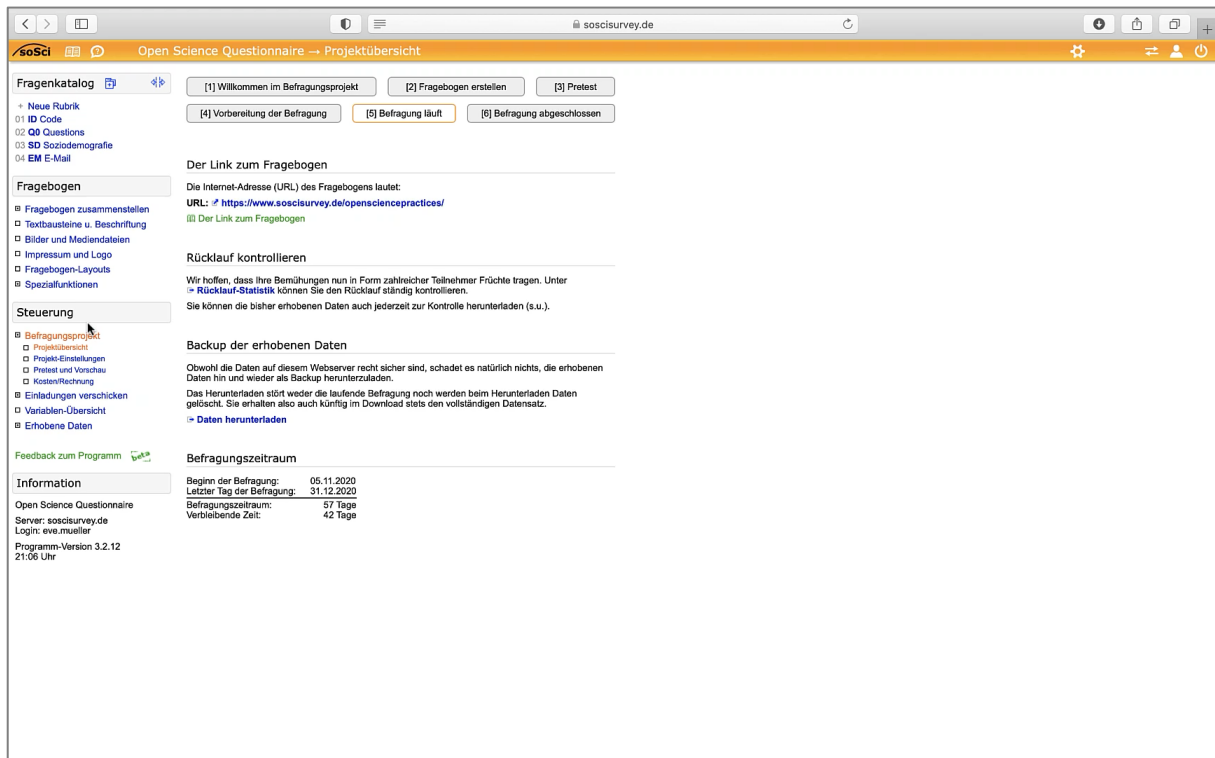 soscisurvey.de
soSci
Open Science Questionnaire → Projektübersicht
Fragenkatalog
+ Neue Rubrik
01 ID Code
02 Q0 Questions
03 SD Soziodemografie
04 EM E-Mail
Fragebogen
Fragebogen zusammenstellen
Textbausteine u. Beschriftung
Bilder und Mediendateien
Impressum und Logo
Fragebogen-Layouts
Spezialfunktionen
Steuerung
Befragungsprojekt
Projektübersicht
Projekt-Einstellungen
Pretest und Vorschau
Kosten/Rechnung
Einladungen verschicken
Variablen-Übersicht
Erhobene Daten
Feedback zum Programm beta
Information
Open Science Questionnaire
Server: soscisurvey.de
Login: eve.mueller
Programm-Version 3.2.12
21:06 Uhr
[1] Willkommen im Befragungsprojekt
[2] Fragebogen erstellen
[3] Pretest
[4] Vorbereitung der Befragung
[5] Befragung läuft
[6] Befragung abgeschlossen
Der Link zum Fragebogen
Die Internet-Adresse (URL) des Fragebogens lautet:
URL: https://www.soscisurvey.de/opensciencepractices/
Der Link zum Fragebogen
Rücklauf kontrollieren
Wir hoffen, dass Ihre Bemühungen nun in Form zahlreicher Teilnehmer Früchte tragen. Unter
Rücklauf-Statistik können Sie den Rücklauf ständig kontrollieren.
Sie können die bisher erhobenen Daten auch jederzeit zur Kontrolle herunterladen (s.u.).
Backup der erhobenen Daten
Obwohl die Daten auf diesem Webserver recht sicher sind, schadet es natürlich nichts, die erhobenen
Daten hin und wieder als Backup herunterzuladen.
Das Herunterladen stört weder die laufende Befragung noch werden beim Herunterladen Daten
gelöscht. Sie erhalten also auch künftig im Download stets den vollständigen Datensatz.
Daten herunterladen
Befragungszeitraum
Beginn der Befragung: 05.11.2020
Letzter Tag der Befragung: 31.12.2020
Befragungszeitraum: 57 Tage
Verbleibende Zeit: 42 Tage